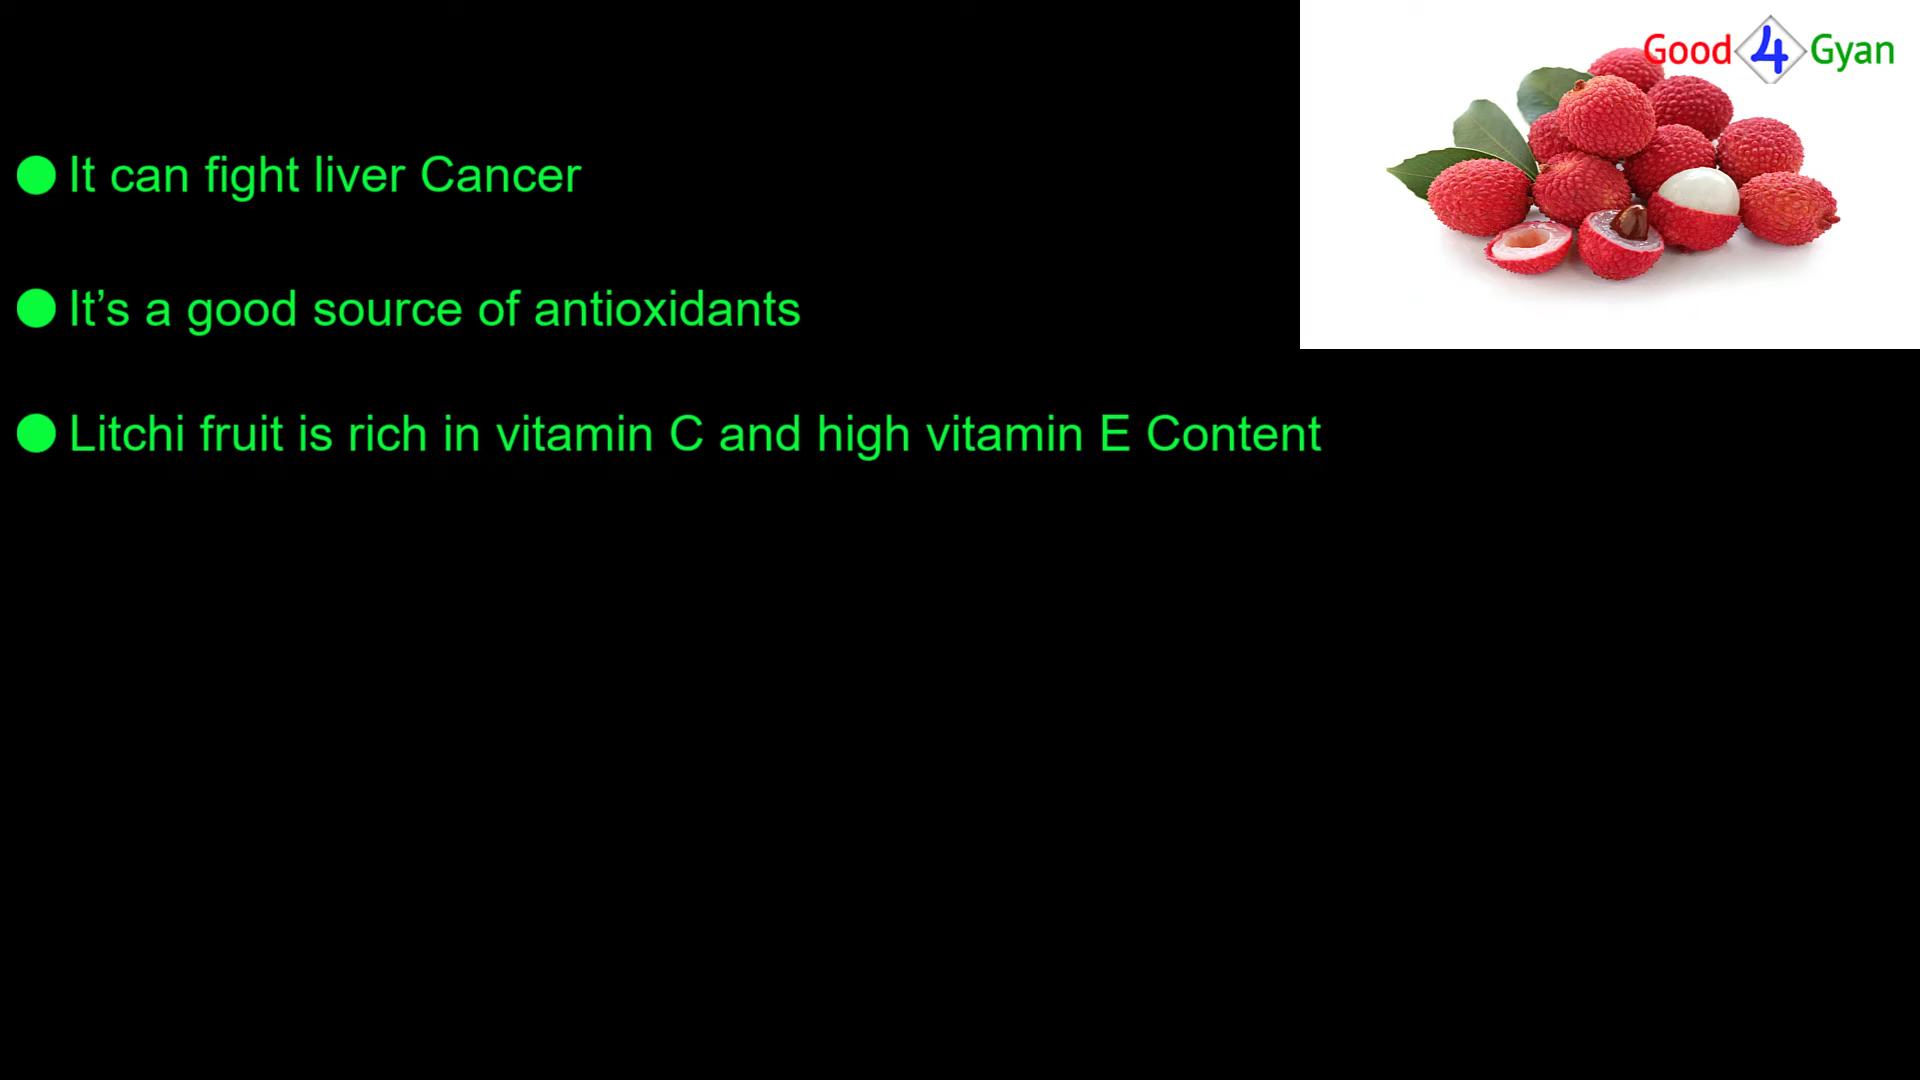 Good 4 Gyan
It can fight liver Cancer
It’s a good source of antioxidants
Litchi fruit is rich in vitamin C and high vitamin E Content